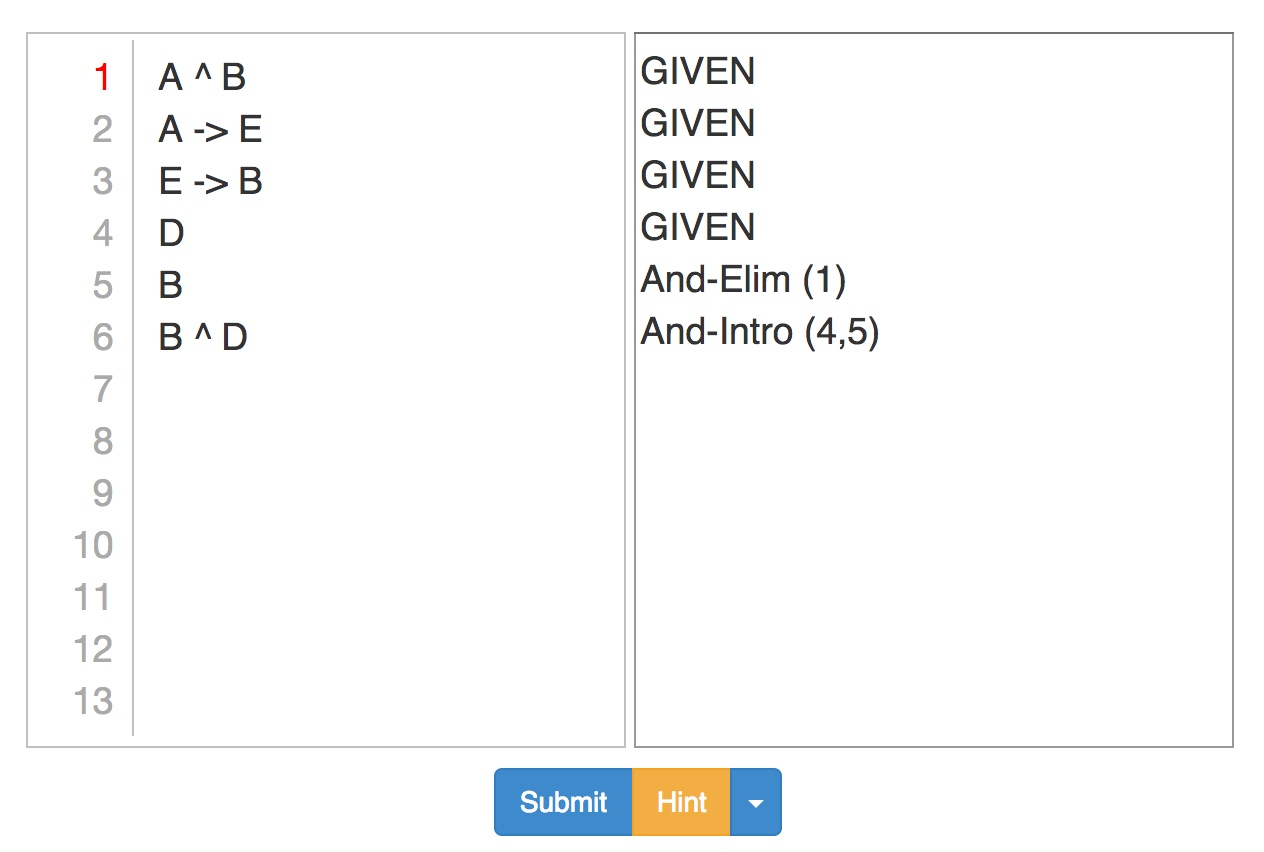 1 A ^ B GIVEN
2 A -> E GIVEN
3 E -> B GIVEN
4 D GIVEN
5 B And-Elim (1)
6 B ^ D And-Intro (4,5)
7
8
9
10
11
12
13
Submit Hint